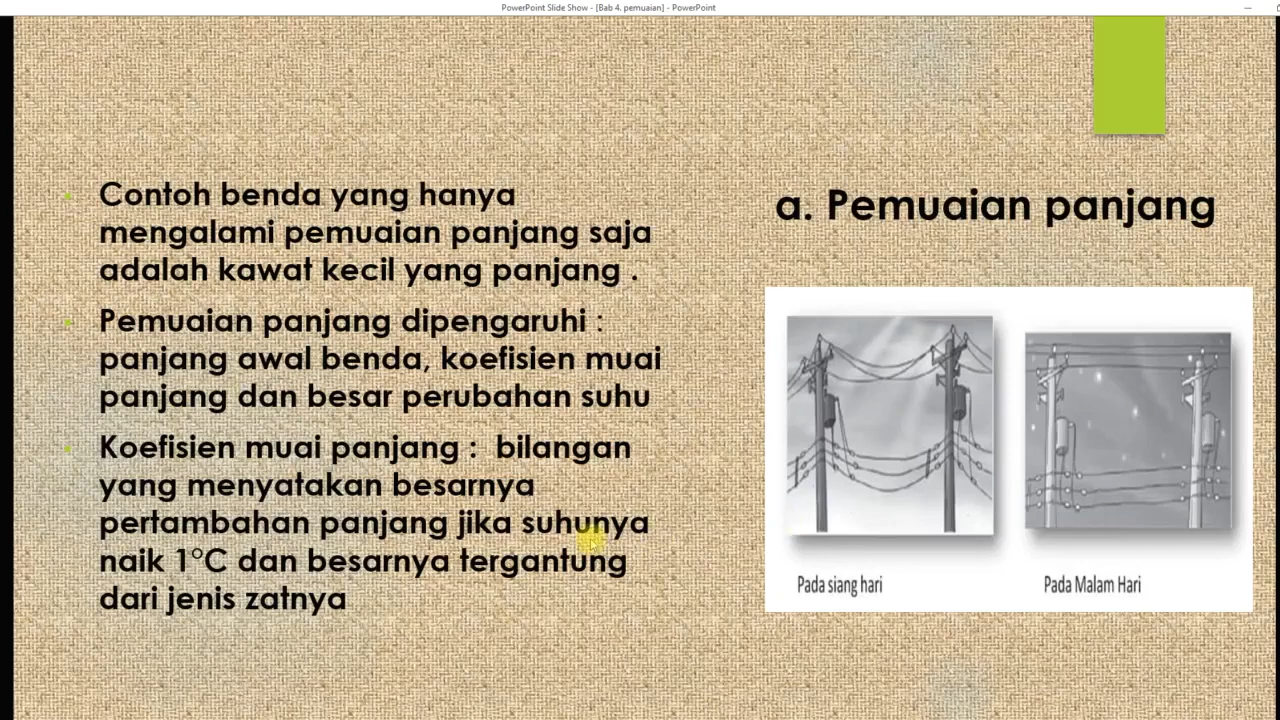 PowerPoint Slide Show - [Bab 4. pemuaian] - PowerPoint
a. Pemuaian panjang
Contoh benda yang hanya
mengalami pemuaian panjang saja
adalah kawat kecil yang panjang .
Pemuaian panjang dipengaruhi :
panjang awal benda, koefisien muai
panjang dan besar perubahan suhu
Koefisien muai panjang :  bilangan
yang menyatakan besarnya
pertambahan panjang jika suhunya
naik 1°C dan besarnya tergantung
dari jenis zatnya
Pada siang hari
Pada Malam Hari